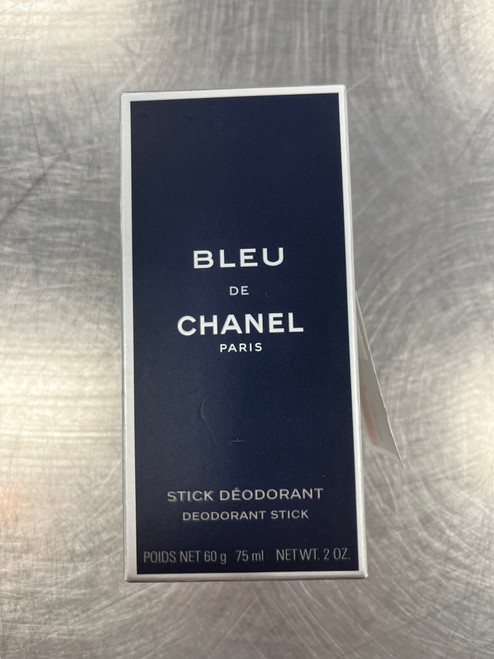 BLEU
DE
CHANEL
PARIS
STICK DÉODORANT
DEODORANT STICK
POIDS NET 60 g 75 ml NET WT. 2 OZ.